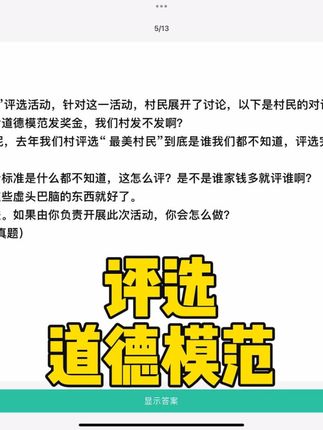 5/13
”评选活动，针对这一活动，村民展开了讨论，以下是村民的对
道德模范发奖金，我们村发不发啊？
，去年我们村评选“最美村民”到底是谁我们都不知道，评选
标准是什么都不知道，这怎么评？是不是谁家钱多就评谁啊？
些虚头巴脑的东西就好了。
。如果由你负责开展此次活动，你会怎么做？
真题）
评选
道德模范
显示答案